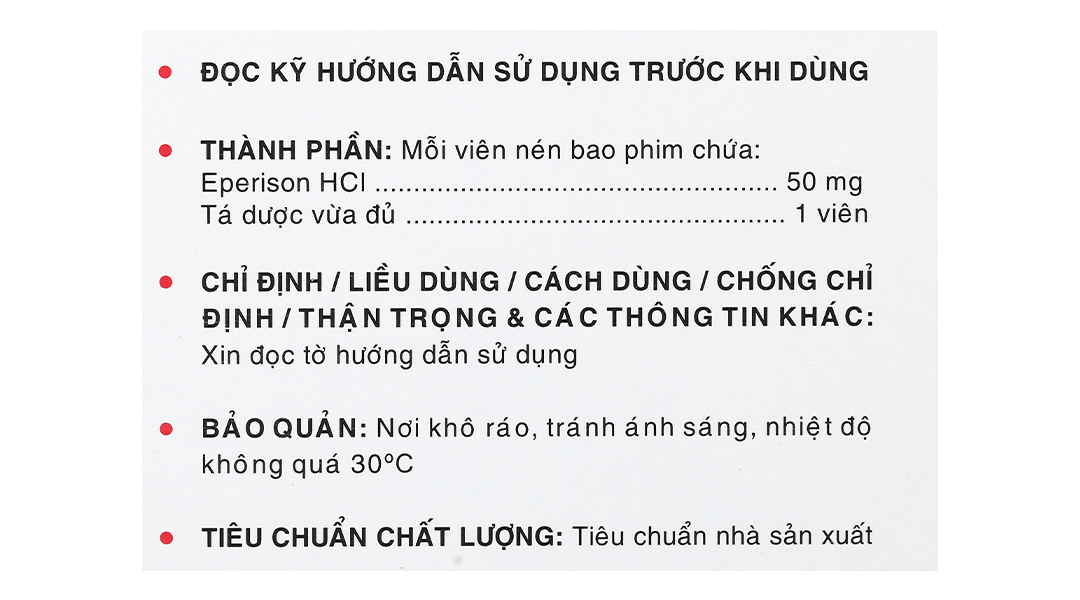 ĐỌC KỸ HƯỚNG DẪN SỬ DỤNG TRƯỚC KHI DÙNG
THÀNH PHẦN: Mỗi viên nén bao phim chứa:
Eperison HCl .................................................... 50 mg
Tá dược vừa đủ ................................................. 1 viên
CHỈ ĐỊNH / LIỀU DÙNG / CÁCH DÙNG / CHỐNG CHỈ
ĐỊNH / THẬN TRỌNG & CÁC THÔNG TIN KHÁC:
Xin đọc tờ hướng dẫn sử dụng
BẢO QUẢN: Nơi khô ráo, tránh ánh sáng, nhiệt độ
không quá 30ºC
TIÊU CHUẨN CHẤT LƯỢNG: Tiêu chuẩn nhà sản xuất